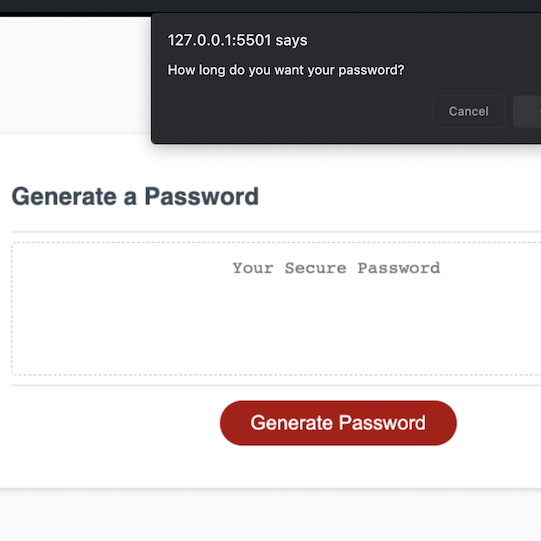 127.0.0.1:5501 says
How long do you want your password?
Cancel
Generate a Password
Your Secure Password
Generate Password